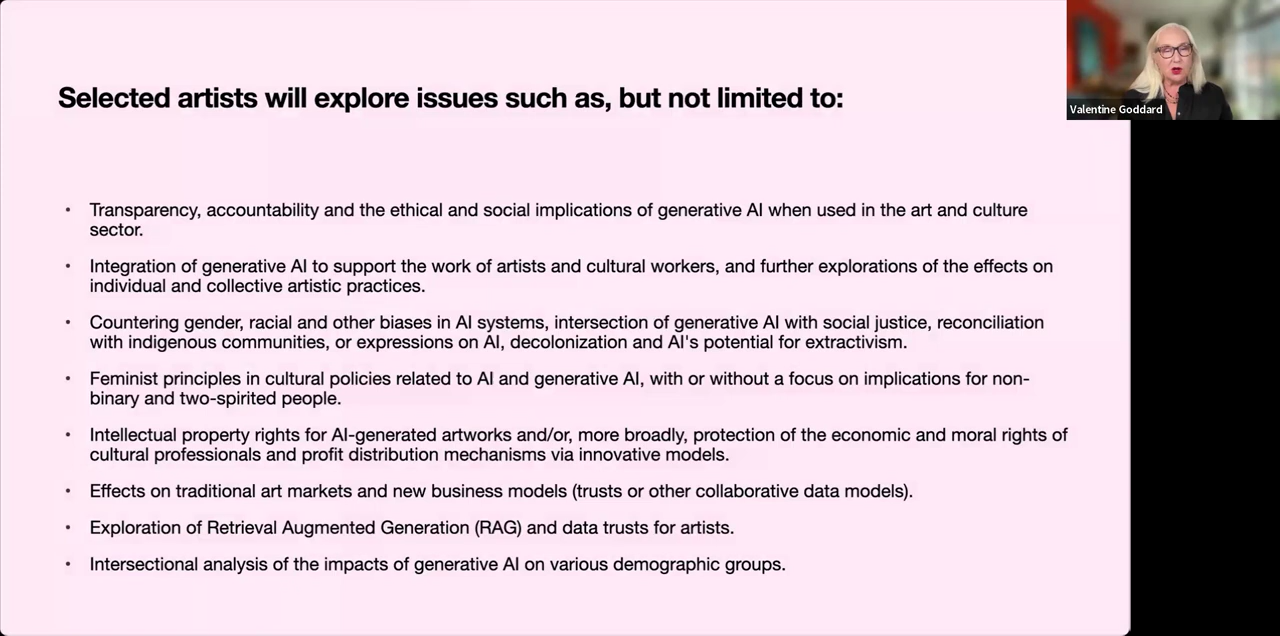 Selected artists will explore issues such as, but not limited to:
Valentine Goddard
• Transparency, accountability and the ethical and social implications of generative AI when used in the art and culture
sector.
• Integration of generative AI to support the work of artists and cultural workers, and further explorations of the effects on
individual and collective artistic practices.
• Countering gender, racial and other biases in AI systems, intersection of generative AI with social justice, reconciliation
with indigenous communities, or expressions on AI, decolonization and AI's potential for extractivism.
• Feminist principles in cultural policies related to AI and generative AI, with or without a focus on implications for non-
binary and two-spirited people.
• Intellectual property rights for AI-generated artworks and/or, more broadly, protection of the economic and moral rights of
cultural professionals and profit distribution mechanisms via innovative models.
• Effects on traditional art markets and new business models (trusts or other collaborative data models).
• Exploration of Retrieval Augmented Generation (RAG) and data trusts for artists.
• Intersectional analysis of the impacts of generative AI on various demographic groups.